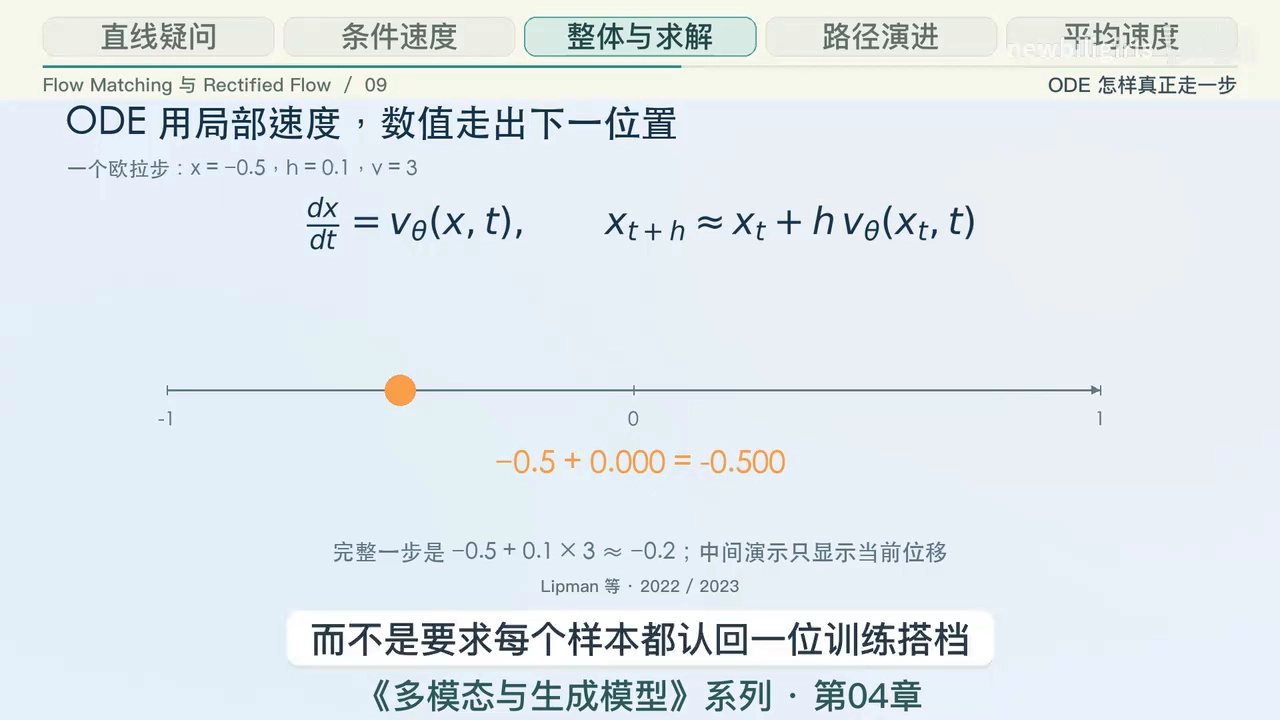 直线疑问 条件速度 整体与求解 路径演进 平均速度
Flow Matching 与 Rectified Flow / 09 ODE 怎样真正走一步
ODE 用局部速度，数值走出下一位置
一个欧拉步：x = −0.5，h = 0.1，v = 3
dx/dt = v_θ(x, t), x_{t+h} ≈ x_t + h v_θ(x_t, t)
-1 0 1
−0.5 + 0.000 = -0.500
完整一步是 −0.5 + 0.1 × 3 ≈ −0.2；中间演示只显示当前位移
Lipman 等 · 2022 / 2023
而不是要求每个样本都认回一位训练搭档
《多模态与生成模型》系列 · 第04章